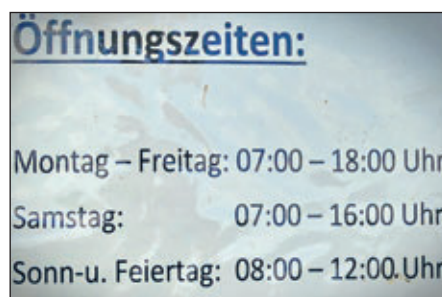 Öffnungszeiten:
Montag – Freitag: 07:00 – 18:00 Uhr
Samstag: 07:00 – 16:00 Uhr
Sonn-u. Feiertag: 08:00 – 12:00 Uhr